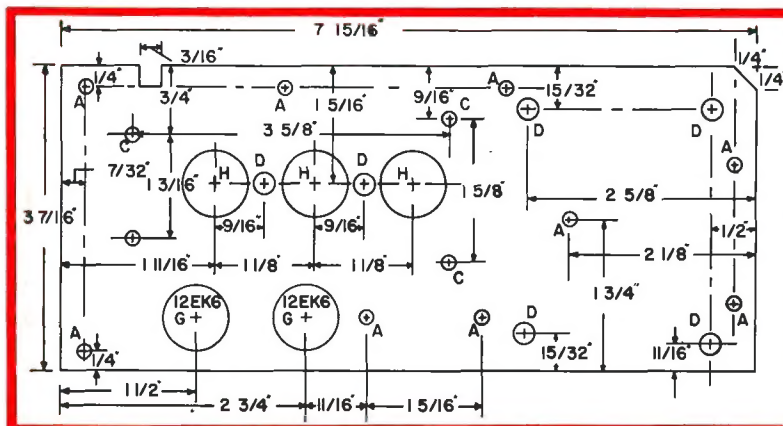 7 15/16"
3/16"
1/4"
3/4"
A
A
1 5/16"
9/16"
A
15/32"
1/4"
1/4"
C
3 5/8"
C
D
D
7/32"
1 3/16"
H
D
H
D
H
1 5/8"
A
2 5/8"
3 7/16"
9/16"
9/16"
A
1/2"
1 11/16"
1 1/8"
1 1/8"
C
2 1/8"
12EK6
G
12EK6
G
1 3/4"
D
D
A
A
A
A
1/4"
15/32"
11/16"
1 1/2"
2 3/4"
11/16"
1 5/16"